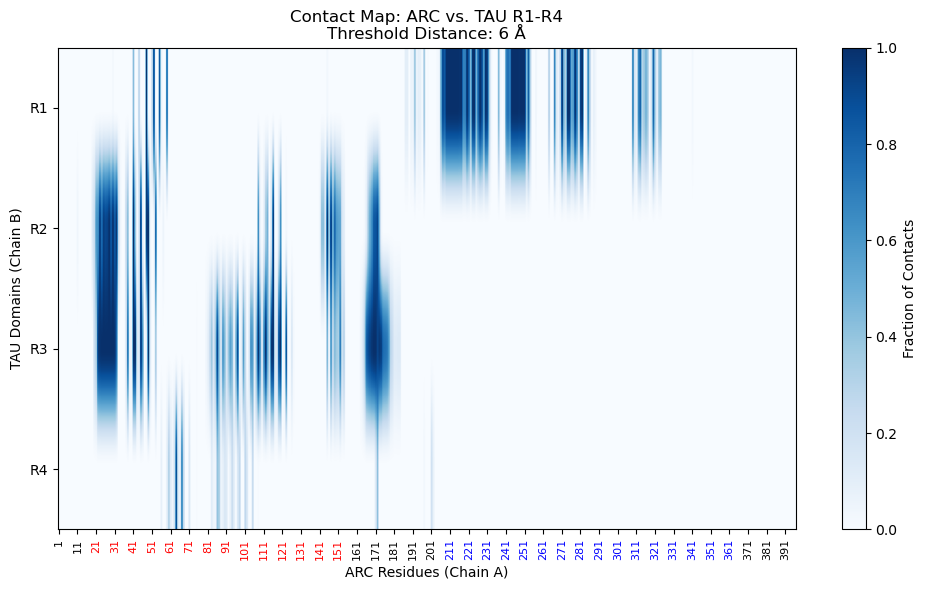 Contact Map: ARC vs. TAU R1-R4
Threshold Distance: 6 Å
TAU Domains (Chain B)
R1
R2
R3
R4
1 11 21 31 41 51 61 71 81 91 101 111 121 131 141 151 161 171 181 191 201 211 221 231 241 251 261 271 281 291 301 311 321 331 341 351 361 371 381 391
ARC Residues (Chain A)
1.0
0.8
0.6
0.4
0.2
0.0
Fraction of Contacts